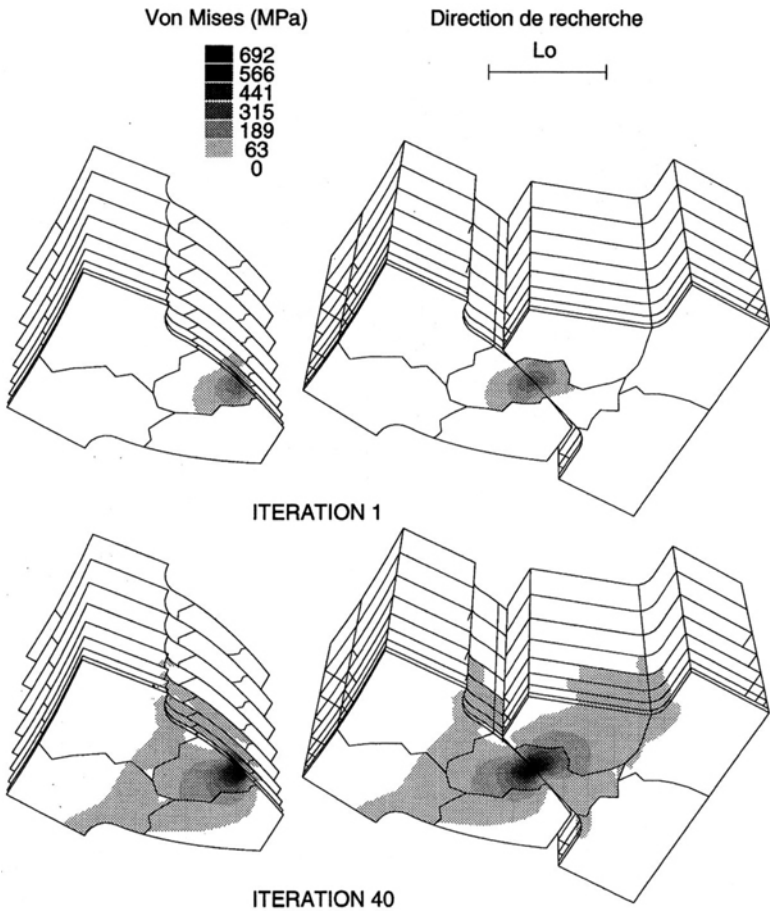 Von Mises (MPa)
Direction de recherche
Lo
692
566
441
315
189
63
0
ITERATION 1
ITERATION 40